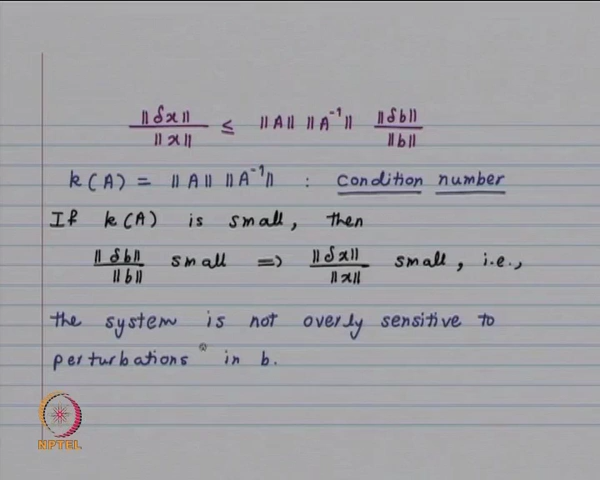 ||δx|| / ||x|| ≤ ||A|| ||A⁻¹|| ||δb|| / ||b||
k(A) = ||A|| ||A⁻¹|| : condition number
If k(A) is small, then
||δb|| / ||b|| small => ||δx|| / ||x|| small, i.e.,
the system is not overly sensitive to
perturbations in b.
NPTEL